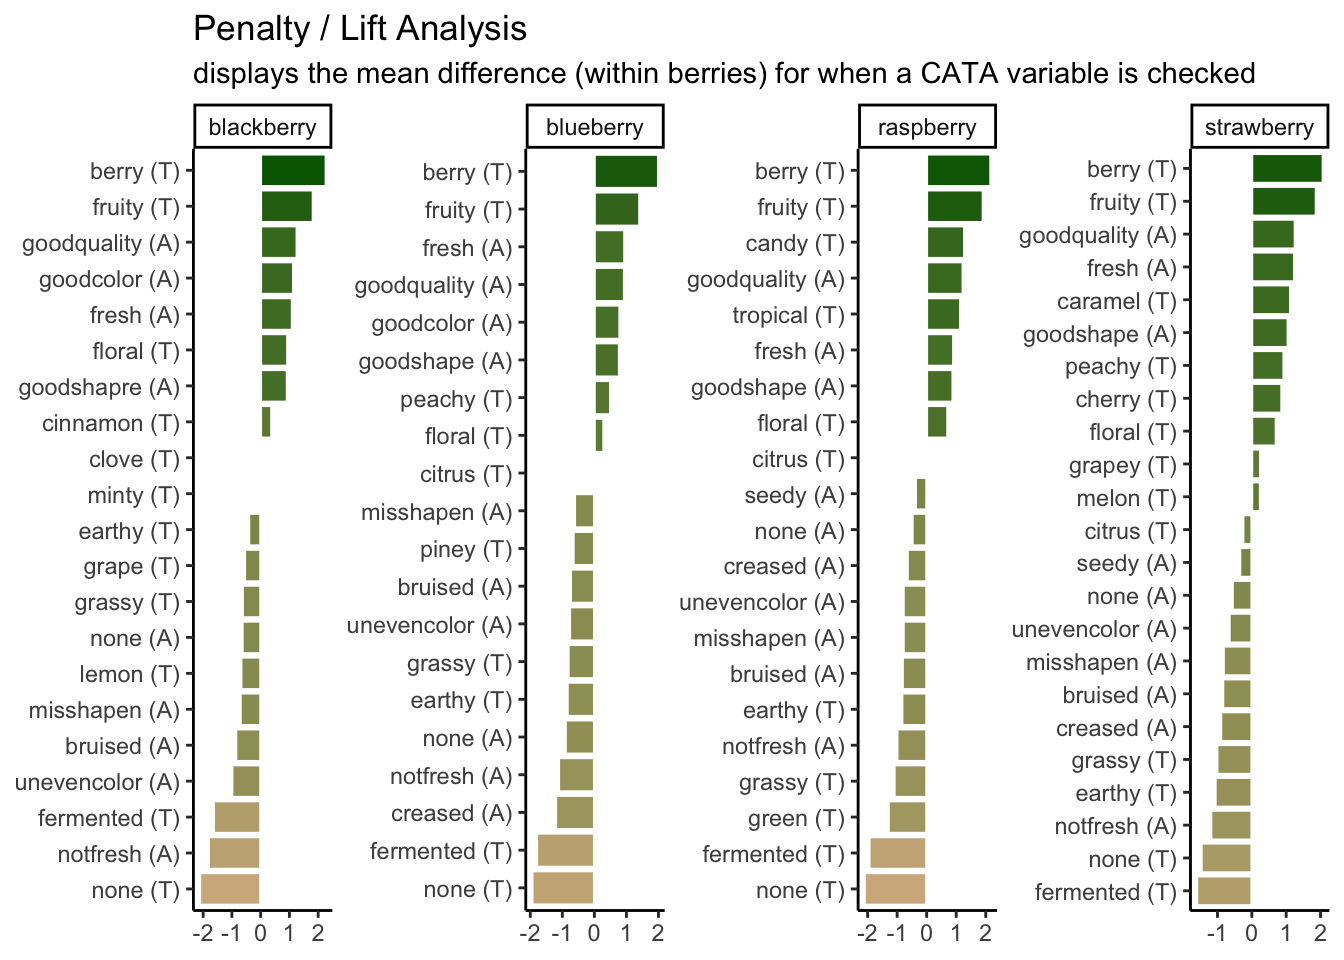 Penalty / Lift Analysis
displays the mean difference (within berries) for when a CATA variable is checked
blackberry
berry (T)
fruity (T)
goodquality (A)
goodcolor (A)
fresh (A)
floral (T)
goodshapre (A)
cinnamon (T)
clove (T)
minty (T)
earthy (T)
grape (T)
grassy (T)
none (A)
lemon (T)
misshapen (A)
bruised (A)
unevencolor (A)
fermented (T)
notfresh (A)
none (T)
-2 -1 0 1 2
blueberry
berry (T)
fruity (T)
fresh (A)
goodquality (A)
goodcolor (A)
goodshape (A)
peachy (T)
floral (T)
citrus (T)
misshapen (A)
piney (T)
bruised (A)
unevencolor (A)
grassy (T)
earthy (T)
none (A)
notfresh (A)
creased (A)
fermented (T)
none (T)
-2 -1 0 1 2
raspberry
berry (T)
fruity (T)
candy (T)
goodquality (A)
tropical (T)
fresh (A)
goodshape (A)
floral (T)
citrus (T)
seedy (A)
none (A)
creased (A)
unevencolor (A)
misshapen (A)
bruised (A)
earthy (T)
notfresh (A)
grassy (T)
green (T)
fermented (T)
none (T)
-2 -1 0 1 2
strawberry
berry (T)
fruity (T)
goodquality (A)
fresh (A)
caramel (T)
goodshape (A)
peachy (T)
cherry (T)
floral (T)
grapey (T)
melon (T)
citrus (T)
seedy (A)
none (A)
unevencolor (A)
misshapen (A)
bruised (A)
creased (A)
grassy (T)
earthy (T)
notfresh (A)
none (T)
fermented (T)
-1 0 1 2